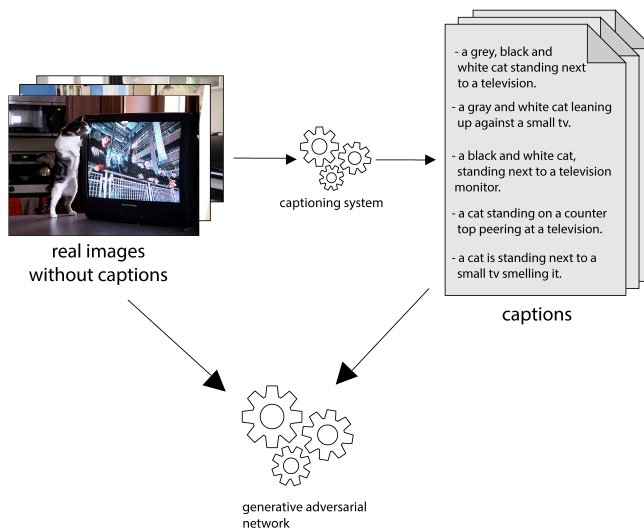 - a grey, black and
white cat standing next
to a television.
- a gray and white cat leaning
up against a small tv.
- a black and white cat,
standing next to a television
monitor.
- a cat standing on a counter
top peering at a television.
- a cat is standing next to a
small tv smelling it.
captioning system
real images
without captions
captions
generative adversarial
network